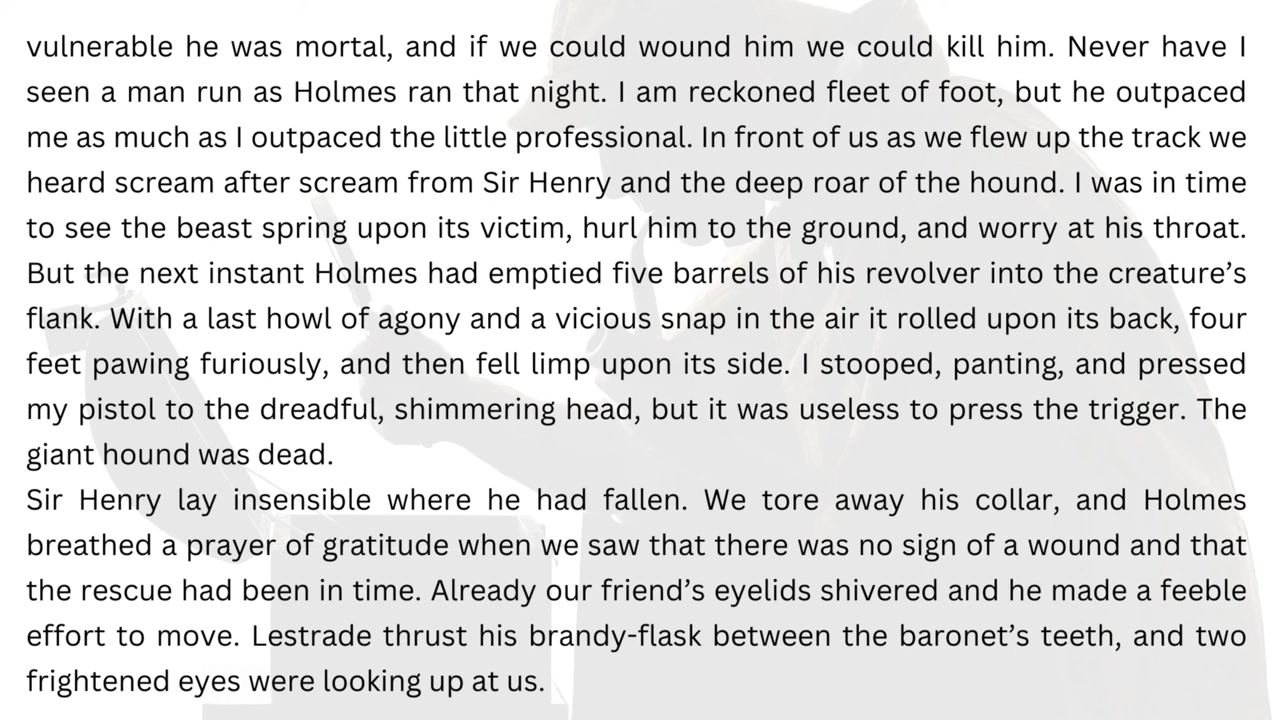 vulnerable he was mortal, and if we could wound him we could kill him. Never have I
seen a man run as Holmes ran that night. I am reckoned fleet of foot, but he outpaced
me as much as I outpaced the little professional. In front of us as we flew up the track we
heard scream after scream from Sir Henry and the deep roar of the hound. I was in time
to see the beast spring upon its victim, hurl him to the ground, and worry at his throat.
But the next instant Holmes had emptied five barrels of his revolver into the creature’s
flank. With a last howl of agony and a vicious snap in the air it rolled upon its back, four
feet pawing furiously, and then fell limp upon its side. I stooped, panting, and pressed
my pistol to the dreadful, shimmering head, but it was useless to press the trigger. The
giant hound was dead.
Sir Henry lay insensible where he had fallen. We tore away his collar, and Holmes
breathed a prayer of gratitude when we saw that there was no sign of a wound and that
the rescue had been in time. Already our friend’s eyelids shivered and he made a feeble
effort to move. Lestrade thrust his brandy-flask between the baronet’s teeth, and two
frightened eyes were looking up at us.